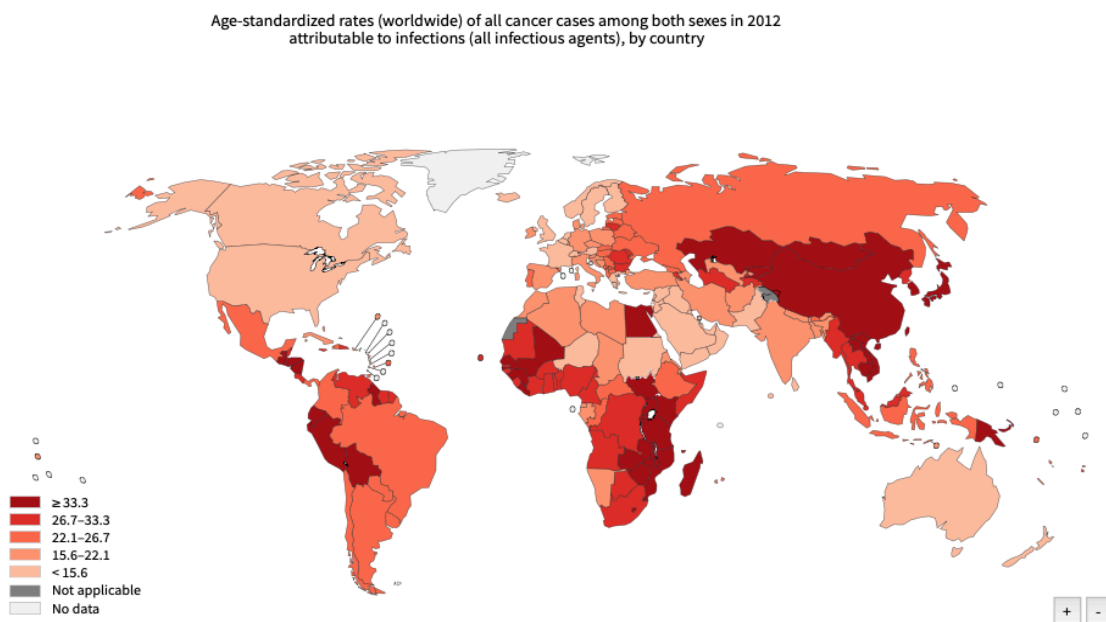 Age-standardized rates (worldwide) of all cancer cases among both sexes in 2012
attributable to infections (all infectious agents), by country
≥ 33.3
26.7–33.3
22.1–26.7
15.6–22.1
< 15.6
Not applicable
No data
+ -